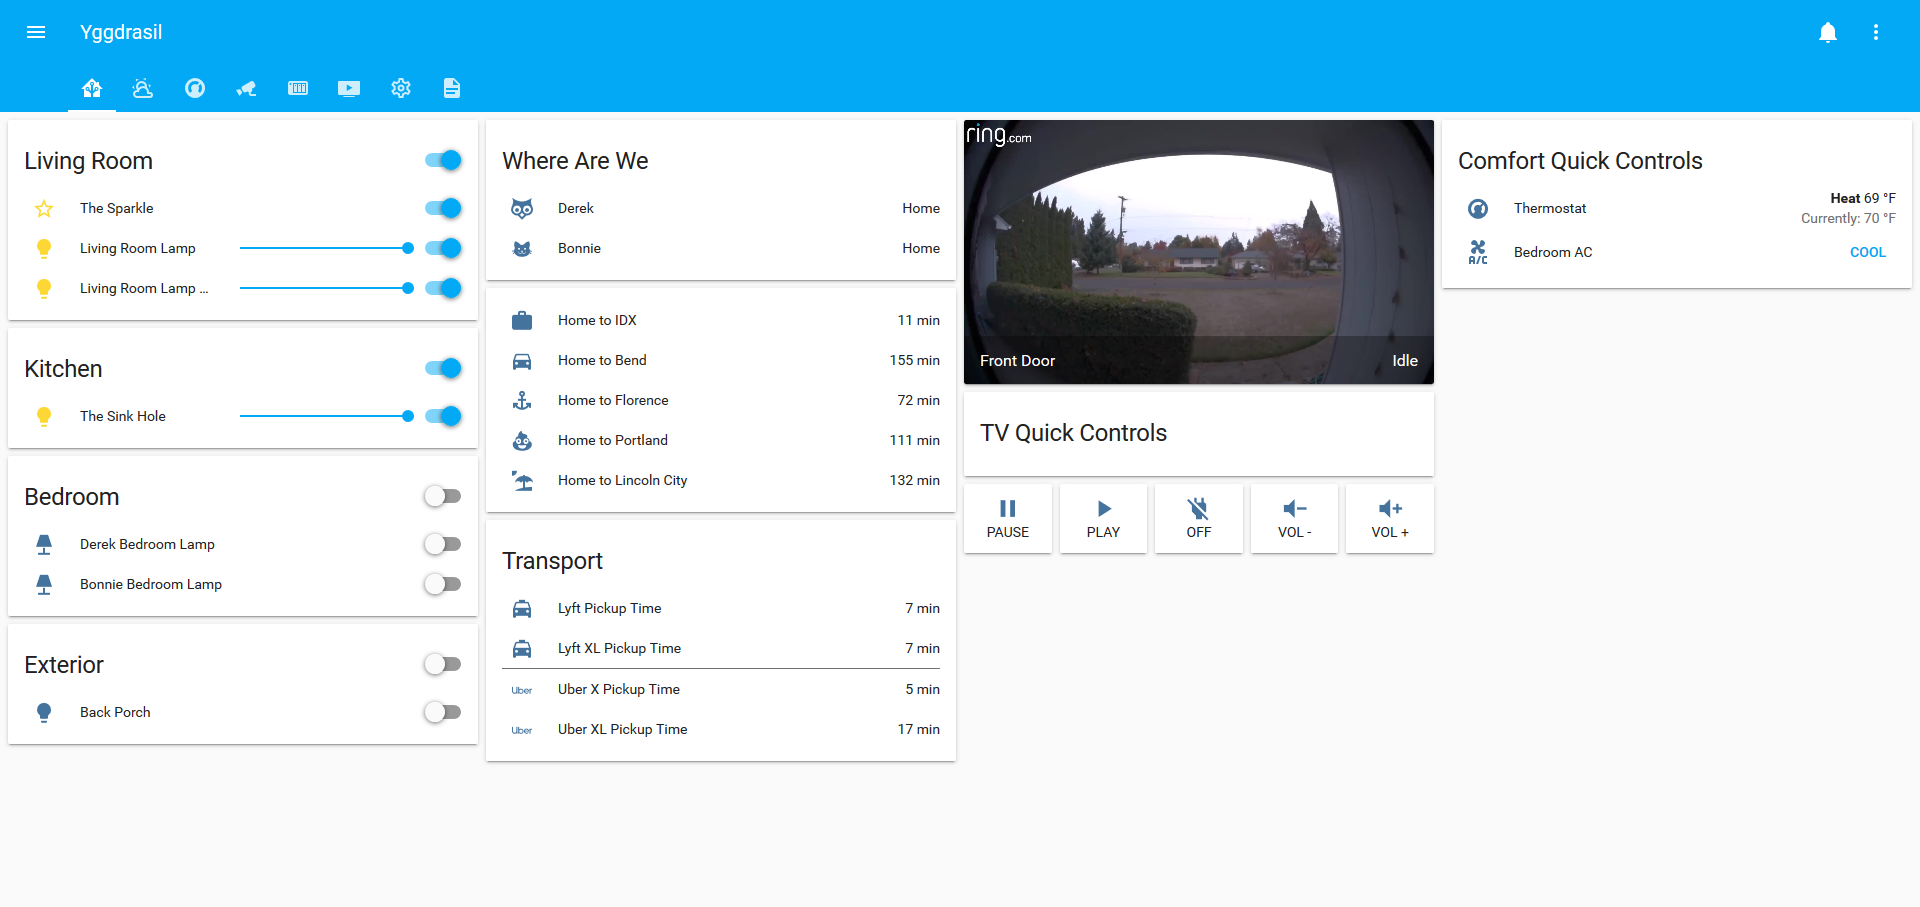 Yggdrasil
Living Room
The Sparkle
Living Room Lamp
Living Room Lamp ...
Kitchen
The Sink Hole
Bedroom
Derek Bedroom Lamp
Bonnie Bedroom Lamp
Exterior
Back Porch
Where Are We
Derek Home
Bonnie Home
Home to IDX 11 min
Home to Bend 155 min
Home to Florence 72 min
Home to Portland 111 min
Home to Lincoln City 132 min
Transport
Lyft Pickup Time 7 min
Lyft XL Pickup Time 7 min
Uber Uber X Pickup Time 5 min
Uber Uber XL Pickup Time 17 min
ring.com
Front Door Idle
TV Quick Controls
PAUSE PLAY OFF VOL - VOL +
Comfort Quick Controls
Thermostat Heat 69 °F
Currently: 70 °F
A/C Bedroom AC COOL